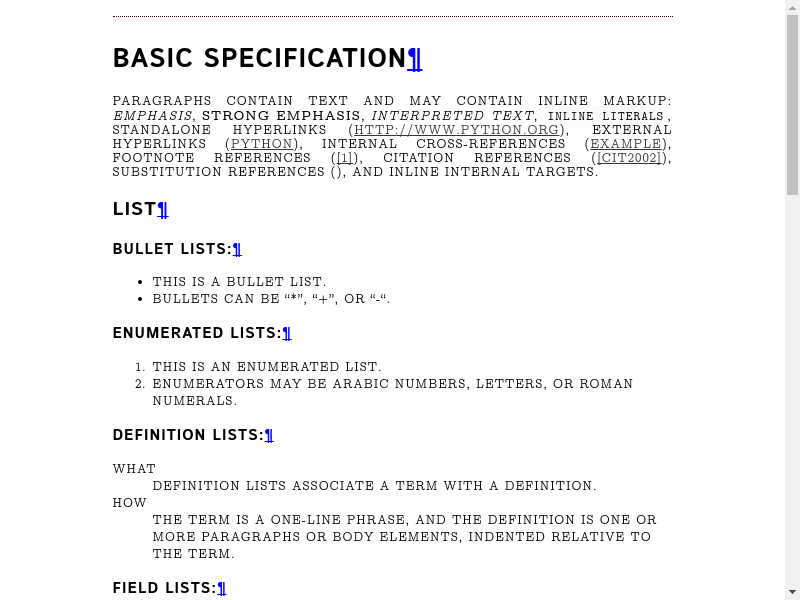 BASIC SPECIFICATION¶
PARAGRAPHS CONTAIN TEXT AND MAY CONTAIN INLINE MARKUP:
EMPHASIS, STRONG EMPHASIS, INTERPRETED TEXT, INLINE LITERALS,
STANDALONE HYPERLINKS (HTTP://WWW.PYTHON.ORG), EXTERNAL
HYPERLINKS (PYTHON), INTERNAL CROSS-REFERENCES (EXAMPLE),
FOOTNOTE REFERENCES ([1]), CITATION REFERENCES ([CIT2002]),
SUBSTITUTION REFERENCES (), AND INLINE INTERNAL TARGETS.
LIST¶
BULLET LISTS:¶
• THIS IS A BULLET LIST.
• BULLETS CAN BE “*”, “+”, OR “-“.
ENUMERATED LISTS:¶
1. THIS IS AN ENUMERATED LIST.
2. ENUMERATORS MAY BE ARABIC NUMBERS, LETTERS, OR ROMAN
NUMERALS.
DEFINITION LISTS:¶
WHAT
DEFINITION LISTS ASSOCIATE A TERM WITH A DEFINITION.
HOW
THE TERM IS A ONE-LINE PHRASE, AND THE DEFINITION IS ONE OR
MORE PARAGRAPHS OR BODY ELEMENTS, INDENTED RELATIVE TO
THE TERM.
FIELD LISTS:¶